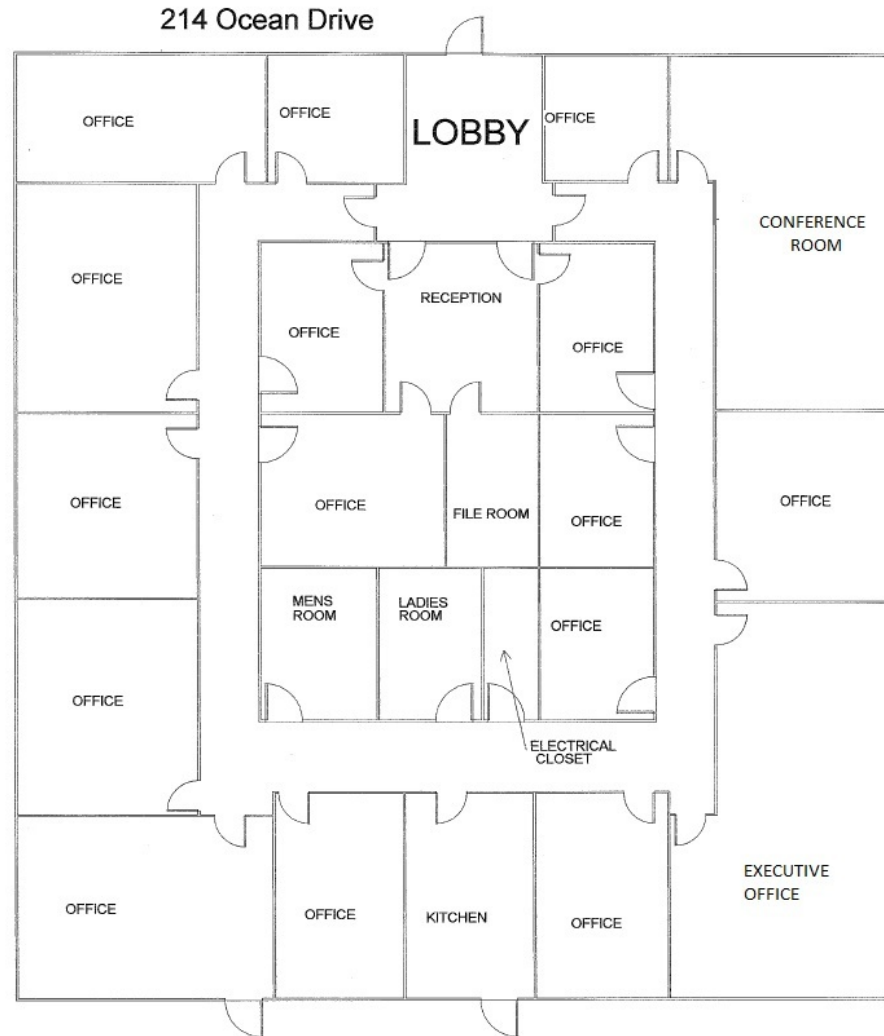 214 Ocean Drive
OFFICE
OFFICE
LOBBY
OFFICE
CONFERENCE
ROOM
OFFICE
RECEPTION
OFFICE
OFFICE
OFFICE
OFFICE
FILE ROOM
OFFICE
OFFICE
MENS
ROOM
LADIES
ROOM
OFFICE
OFFICE
ELECTRICAL
CLOSET
OFFICE
OFFICE
KITCHEN
OFFICE
EXECUTIVE
OFFICE